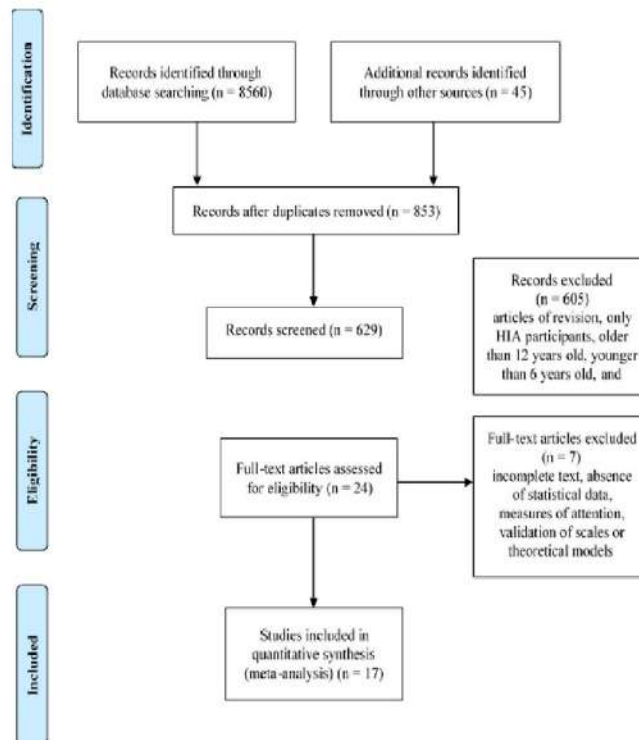 Identification
Records identified through
database searching (n = 8560)
Additional records identified
through other sources (n = 45)
Records after duplicates removed (n = 853)
Screening
Records screened (n = 629)
Records excluded
(n = 605)
articles of revision, only
HIA participants, older
than 12 years old, younger
than 6 years old, and
Eligibility
Full-text articles assessed
for eligibility (n = 24)
Full-text articles excluded
(n = 7)
incomplete text, absence
of statistical data,
measures of attention,
validation of scales or
theoretical models
Included
Studies included in
quantitative synthesis
(meta-analysis) (n = 17)